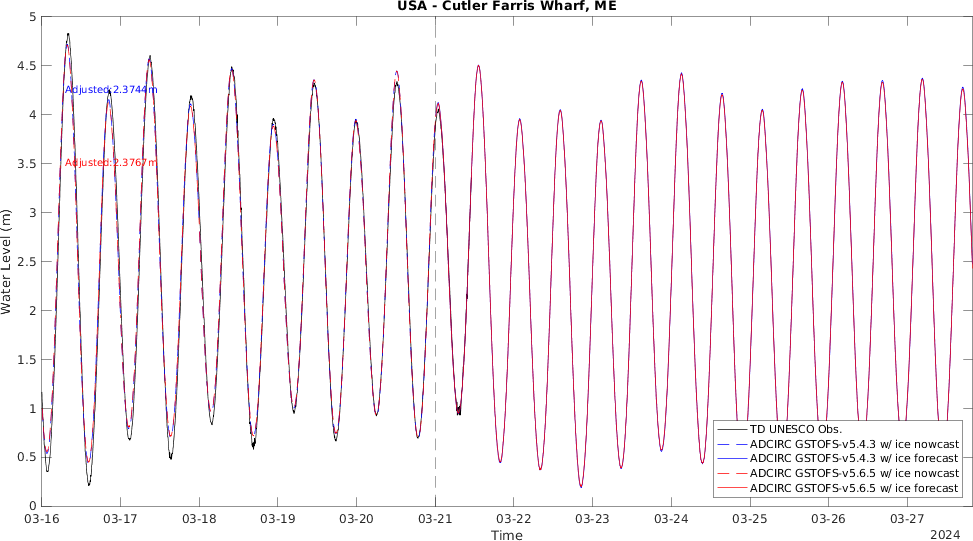 USA - Cutler Farris Wharf, ME
5
4.5
4
3.5
3
2.5
2
1.5
1
0.5
0
Water Level (m)
Adjusted:2.3744m
Adjusted:2.3767m
TD UNESCO Obs.
ADCIRC GSTOFS-v5.4.3 w/ ice nowcast
ADCIRC GSTOFS-v5.4.3 w/ ice forecast
ADCIRC GSTOFS-v5.6.5 w/ ice nowcast
ADCIRC GSTOFS-v5.6.5 w/ ice forecast
03-16 03-17 03-18 03-19 03-20 03-21 03-22 03-23 03-24 03-25 03-26 03-27
Time
2024